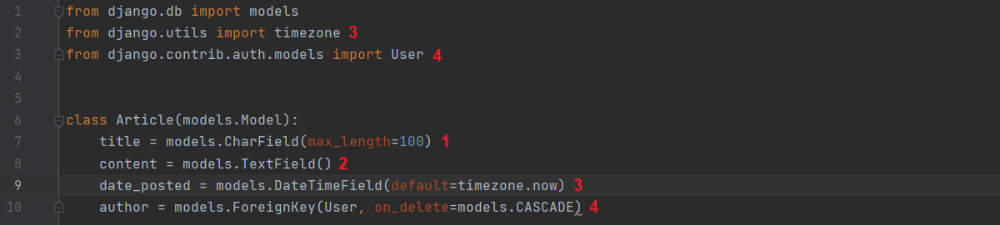 1 from django.db import models
2 from django.utils import timezone 3
3 from django.contrib.auth.models import User 4
4
5
6 class Article(models.Model):
7     title = models.CharField(max_length=100) 1
8     content = models.TextField() 2
9     date_posted = models.DateTimeField(default=timezone.now) 3
10     author = models.ForeignKey(User, on_delete=models.CASCADE) 4